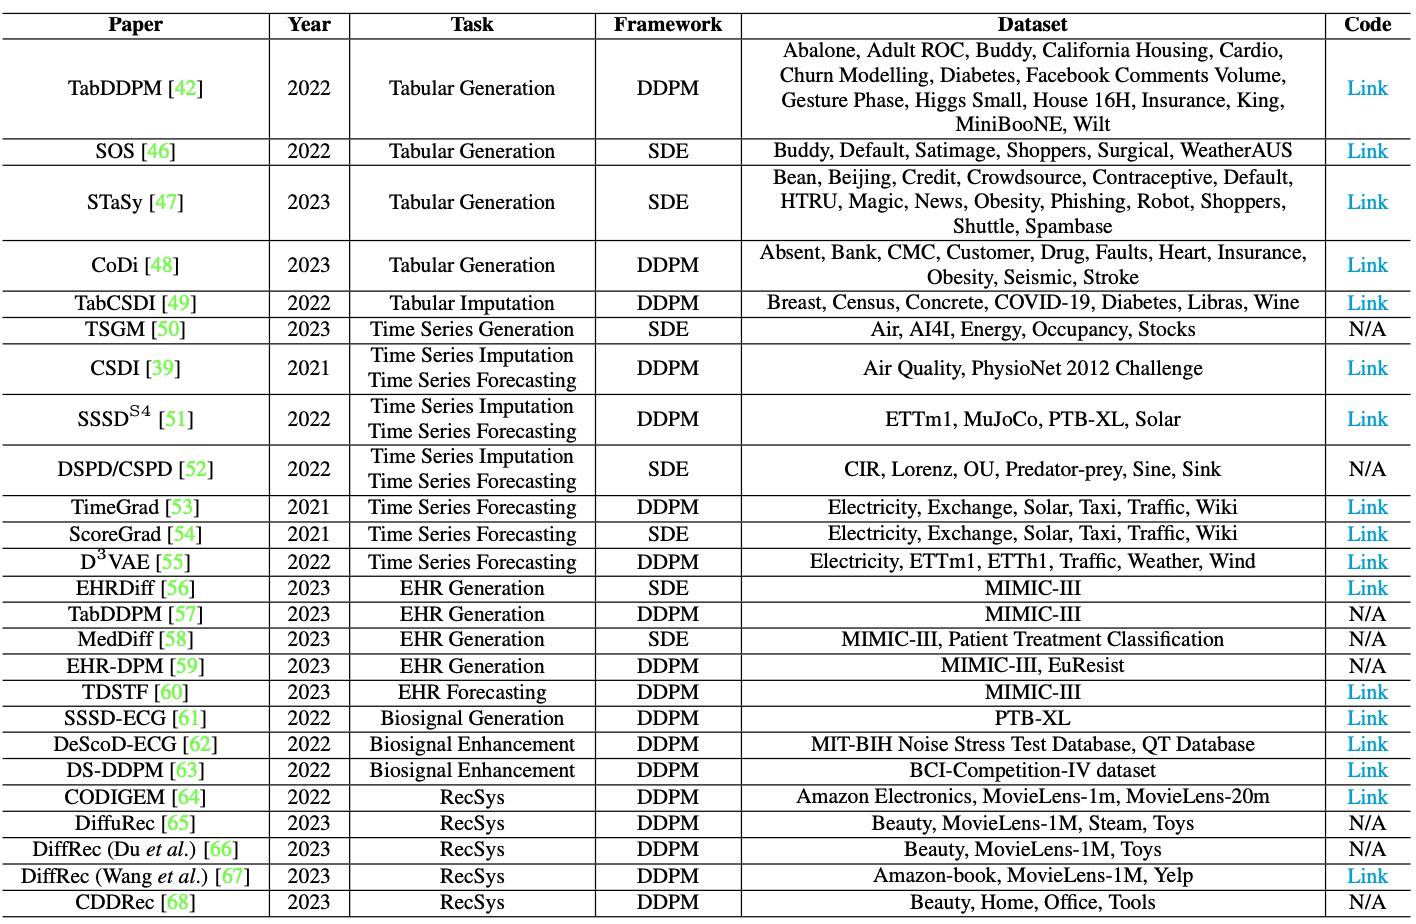 Paper Year Task Framework Dataset Code
Abalone, Adult ROC, Buddy, California Housing, Cardio,
Churn Modelling, Diabetes, Facebook Comments Volume,
TabDDPM [42] 2022 Tabular Generation DDPM Link
Gesture Phase, Higgs Small, House 16H, Insurance, King,
MiniBooNE, Wilt
SOS [46] 2022 Tabular Generation SDE Buddy, Default, Satimage, Shoppers, Surgical, WeatherAUS Link
Bean, Beijing, Credit, Crowdsource, Contraceptive, Default,
STaSy [47] 2023 Tabular Generation SDE HTRU, Magic, News, Obesity, Phishing, Robot, Shoppers, Link
Shuttle, Spambase
CoDi [48] 2023 Tabular Generation DDPM Absent, Bank, CMC, Customer, Drug, Faults, Heart, Insurance, Link
Obesity, Seismic, Stroke
TabCSDI [49] 2022 Tabular Imputation DDPM Breast, Census, Concrete, COVID-19, Diabetes, Libras, Wine Link
TSGM [50] 2023 Time Series Generation SDE Air, AI4I, Energy, Occupancy, Stocks N/A
CSDI [39] 2021 Time Series Imputation DDPM Air Quality, PhysioNet 2012 Challenge Link
Time Series Forecasting
SSSD^S4 [51] 2022 Time Series Imputation DDPM ETTm1, MuJoCo, PTB-XL, Solar Link
Time Series Forecasting
DSPD/CSPD [52] 2022 Time Series Imputation SDE CIR, Lorenz, OU, Predator-prey, Sine, Sink N/A
Time Series Forecasting
TimeGrad [53] 2021 Time Series Forecasting DDPM Electricity, Exchange, Solar, Taxi, Traffic, Wiki Link
ScoreGrad [54] 2021 Time Series Forecasting SDE Electricity, Exchange, Solar, Taxi, Traffic, Wiki Link
D³VAE [55] 2022 Time Series Forecasting DDPM Electricity, ETTm1, ETTh1, Traffic, Weather, Wind Link
EHRDiff [56] 2023 EHR Generation SDE MIMIC-III Link
TabDDPM [57] 2023 EHR Generation DDPM MIMIC-III N/A
MedDiff [58] 2023 EHR Generation SDE MIMIC-III, Patient Treatment Classification N/A
EHR-DPM [59] 2023 EHR Generation DDPM MIMIC-III, EuResist N/A
TDSTF [60] 2023 EHR Forecasting DDPM MIMIC-III Link
SSSD-ECG [61] 2022 Biosignal Generation DDPM PTB-XL Link
DeScoD-ECG [62] 2022 Biosignal Enhancement DDPM MIT-BIH Noise Stress Test Database, QT Database Link
DS-DDPM [63] 2022 Biosignal Enhancement DDPM BCI-Competition-IV dataset Link
CODIGEM [64] 2022 RecSys DDPM Amazon Electronics, MovieLens-1m, MovieLens-20m Link
DiffuRec [65] 2023 RecSys DDPM Beauty, MovieLens-1M, Steam, Toys N/A
DiffRec (Du et al.) [66] 2023 RecSys DDPM Beauty, MovieLens-1M, Toys N/A
DiffRec (Wang et al.) [67] 2023 RecSys DDPM Amazon-book, MovieLens-1M, Yelp Link
CDDRec [68] 2023 RecSys DDPM Beauty, Home, Office, Tools N/A